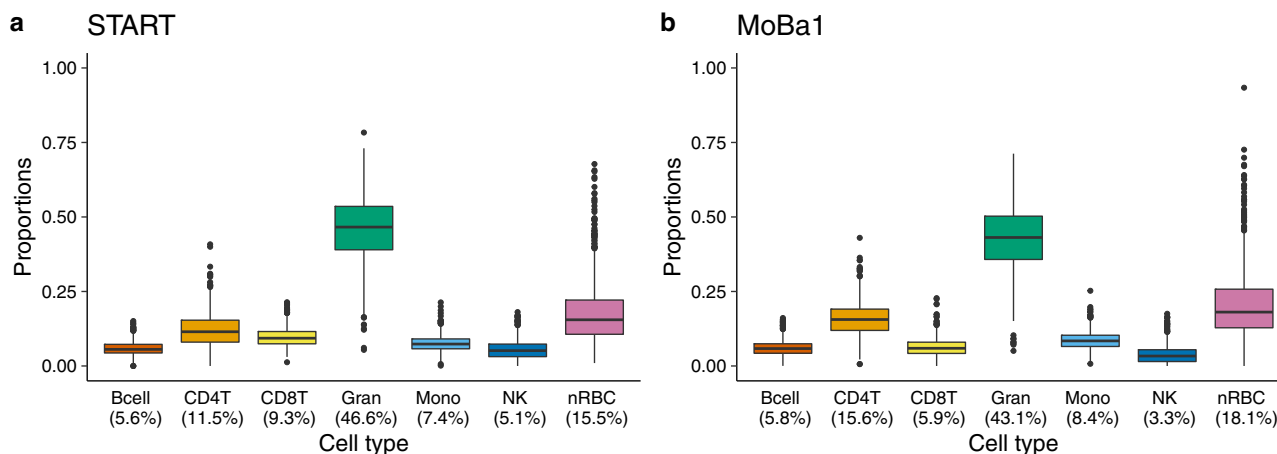 a START
1.00
0.75
0.50
0.25
0.00
Proportions
Bcell CD4T CD8T Gran Mono NK nRBC
(5.6%) (11.5%) (9.3%) (46.6%) (7.4%) (5.1%) (15.5%)
Cell type
b MoBa1
1.00
0.75
0.50
0.25
0.00
Proportions
Bcell CD4T CD8T Gran Mono NK nRBC
(5.8%) (15.6%) (5.9%) (43.1%) (8.4%) (3.3%) (18.1%)
Cell type